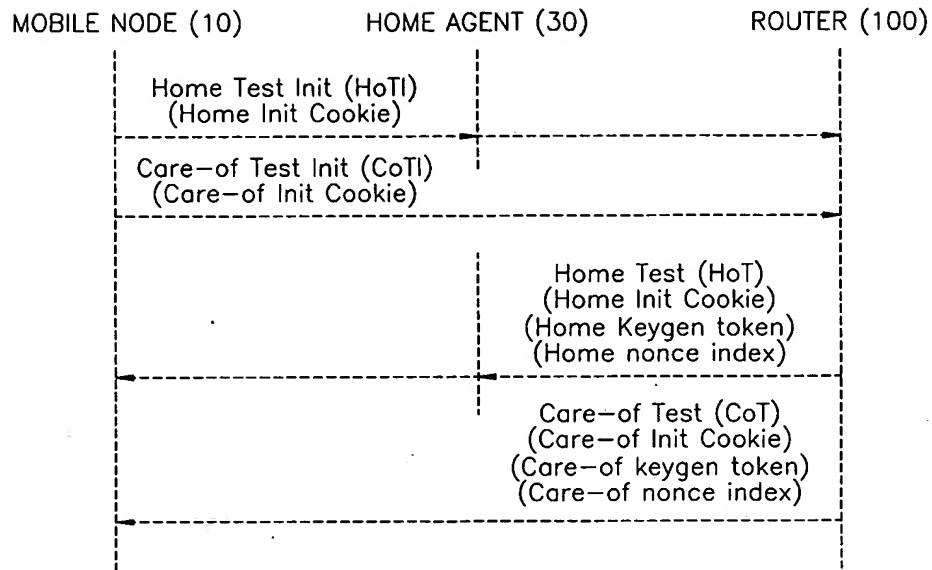 MOBILE NODE (10) HOME AGENT (30) ROUTER (100)
Home Test Init (HoTI)
(Home Init Cookie)
Care-of Test Init (CoTI)
(Care-of Init Cookie)
Home Test (HoT)
(Home Init Cookie)
(Home Keygen token)
(Home nonce index)
Care-of Test (CoT)
(Care-of Init Cookie)
(Care-of keygen token)
(Care-of nonce index)